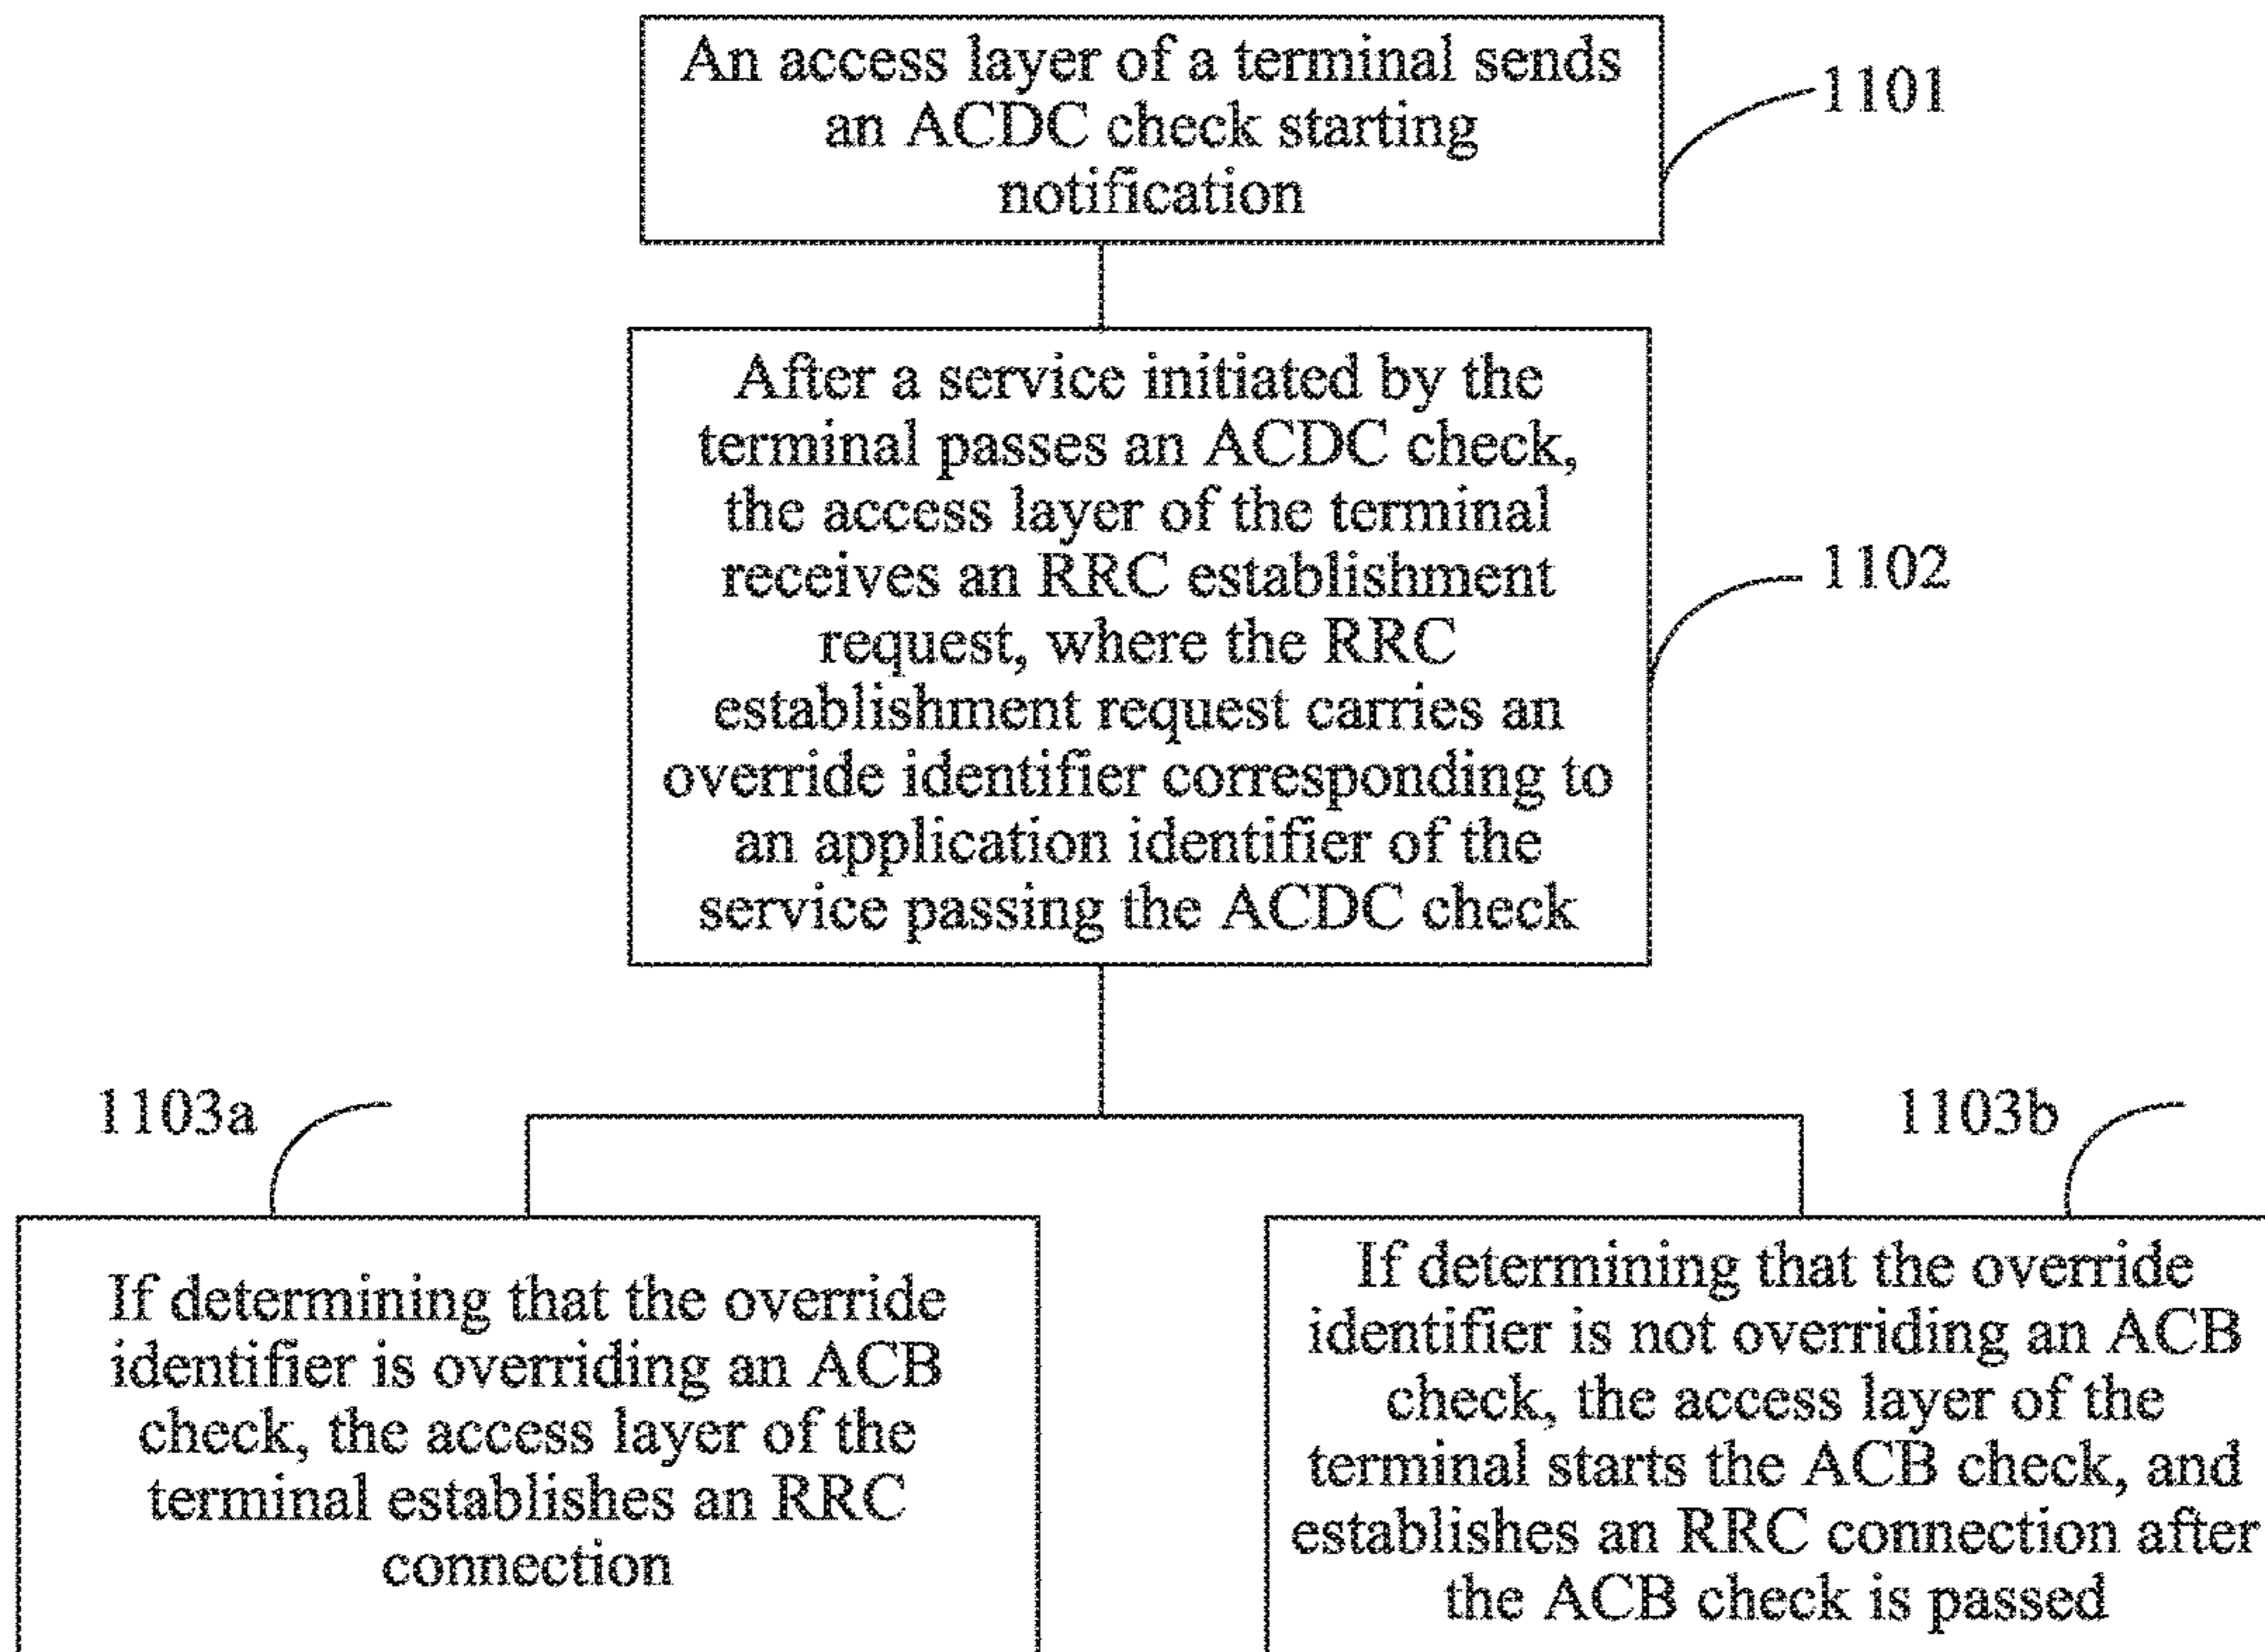 An access layer of a terminal sends
an ACDC check starting
notification
1101
After a service initiated by the
terminal passes an ACDC check,
the access layer of the terminal
receives an RRC establishment
request, where the RRC
establishment request carries an
override identifier corresponding to
an application identifier of the
service passing the ACDC check
1102
1103a
If determining that the override
identifier is overriding an ACB
check, the access layer of the
terminal establishes an RRC
connection
1103b
If determining that the override
identifier is not overriding an ACB
check, the access layer of the
terminal starts the ACB check, and
establishes an RRC connection after
the ACB check is passed